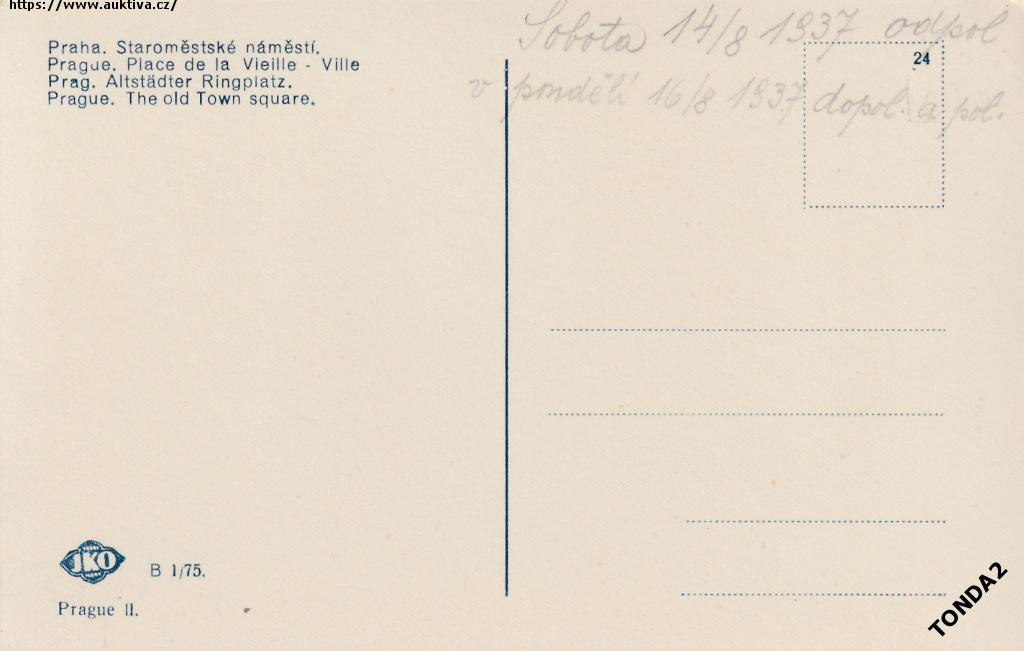 https://www.auktiva.cz/
Praha. Staroměstské náměstí.
Prague. Place de la Vieille - Ville
Prag. Altstädter Ringplatz.
Prague. The old Town square.
Sobota 14/8 1937 odpol
v pondělí 16/8 1937 dopol. a pol.
24
JKO
B 1/75.
Prague II.
TONDA2